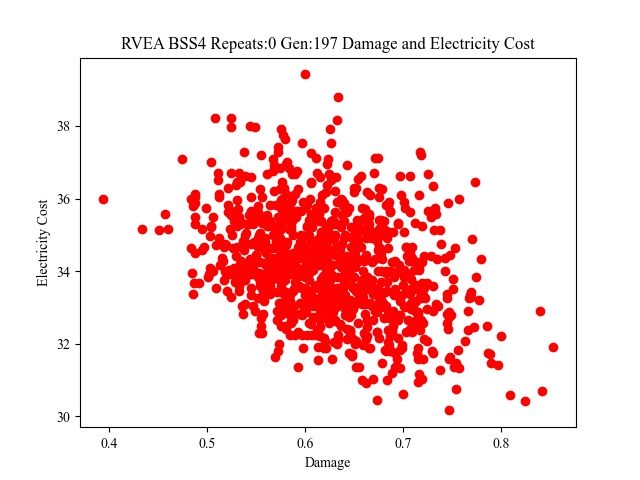 RVEA BSS4 Repeats:0 Gen:197 Damage and Electricity Cost
38
36
34
32
30
Electricity Cost
0.4 0.5 0.6 0.7 0.8
Damage